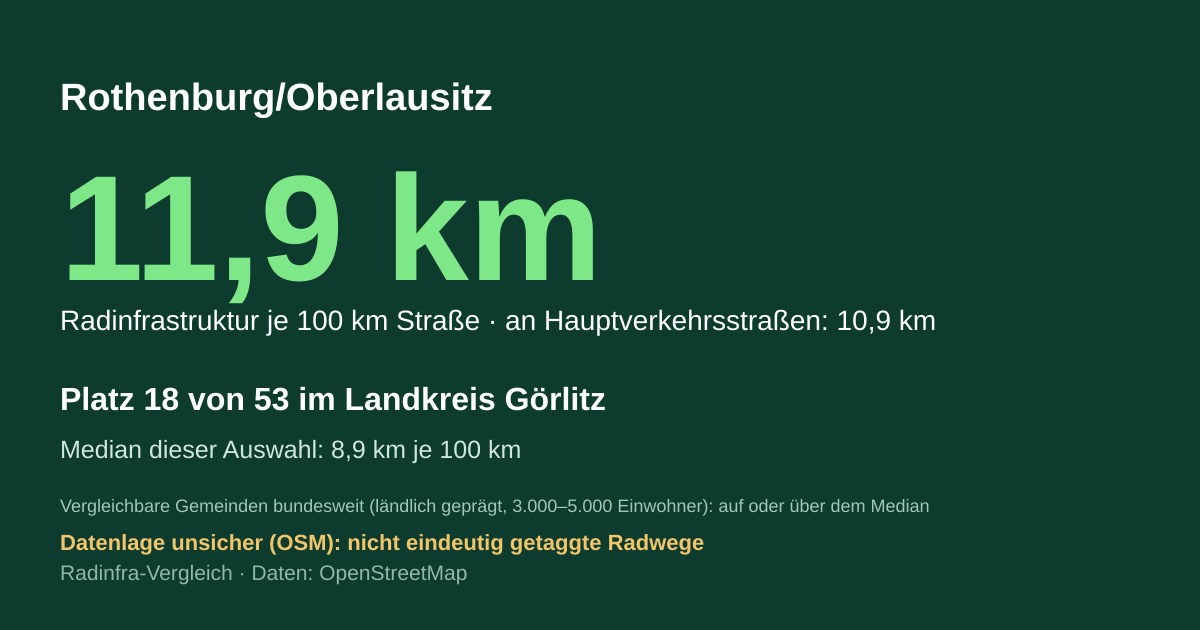 Rothenburg/Oberlausitz
11,9 km
Radinfrastruktur je 100 km Straße · an Hauptverkehrsstraßen: 10,9 km
Platz 18 von 53 im Landkreis Görlitz
Median dieser Auswahl: 8,9 km je 100 km
Vergleichbare Gemeinden bundesweit (ländlich geprägt, 3.000–5.000 Einwohner): auf oder über dem Median
Datenlage unsicher (OSM): nicht eindeutig getaggte Radwege
Radinfra-Vergleich · Daten: OpenStreetMap